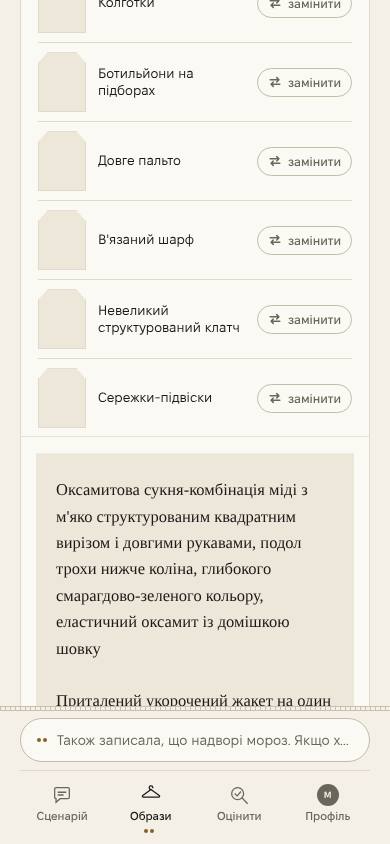 Колготки
замінити
Ботильйони на
підборах
замінити
Довге пальто
замінити
В'язаний шарф
замінити
Невеликий
структурований клатч
замінити
Сережки-підвіски
замінити
Оксамитова сукня-комбінація міді з
м'яко структурованим квадратним
вирізом і довгими рукавами, подол
трохи нижче коліна, глибокого
смарагдово-зеленого кольору,
еластичний оксамит із домішкою
шовку
Приталений укорочений жакет на один
Також записала, що надворі мороз. Якщо х…
Сценарій
Образи
Оцінити
М
Профіль